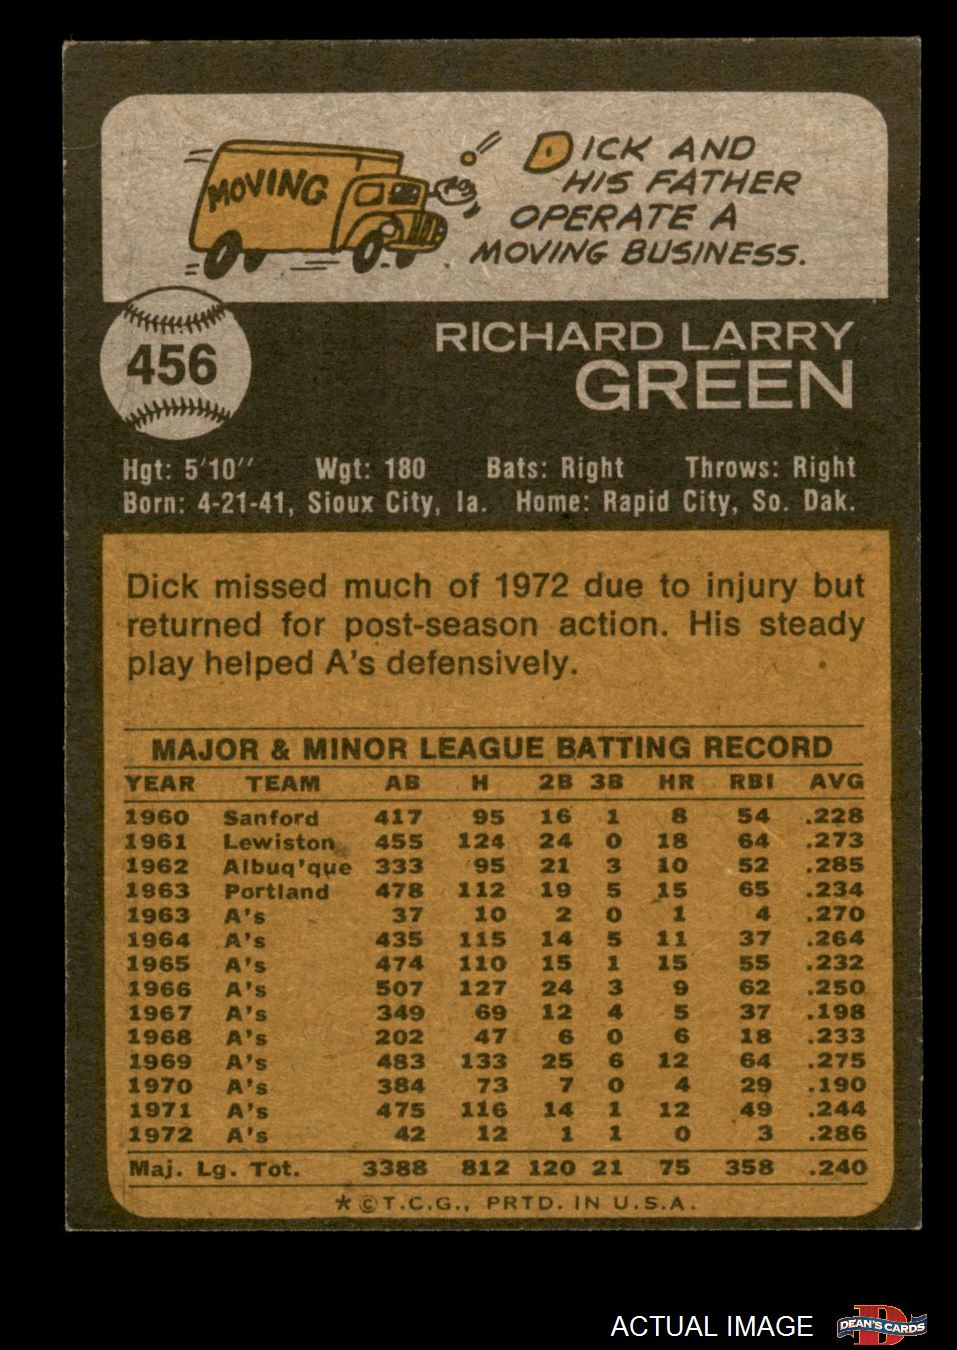 MOVING
DICK AND
HIS FATHER
OPERATE A
MOVING BUSINESS.
456
RICHARD LARRY
GREEN
Hgt: 5'10'' Wgt: 180 Bats: Right Throws: Right
Born: 4-21-41, Sioux City, Ia. Home: Rapid City, So. Dak.
Dick missed much of 1972 due to injury but
returned for post-season action. His steady
play helped A's defensively.
MAJOR & MINOR LEAGUE BATTING RECORD
YEAR TEAM AB H 2B 3B HR RBI AVG
1960 Sanford 417 95 16 1 8 54 .228
1961 Lewiston 455 124 24 0 18 64 .273
1962 Albuq'que 333 95 21 3 10 52 .285
1963 Portland 478 112 19 5 15 65 .234
1963 A's 37 10 2 0 1 4 .270
1964 A's 435 115 14 5 11 37 .264
1965 A's 474 110 15 1 15 55 .232
1966 A's 507 127 24 3 9 62 .250
1967 A's 349 69 12 4 5 37 .198
1968 A's 202 47 6 0 6 18 .233
1969 A's 483 133 25 6 12 64 .275
1970 A's 384 73 7 0 4 29 .190
1971 A's 475 116 14 1 12 49 .244
1972 A's 42 12 1 1 0 3 .286
Maj. Lg. Tot. 3388 812 120 21 75 358 .240
*©T.C.G., PRTD. IN U.S.A.
ACTUAL IMAGE
D
DEAN'S CARDS